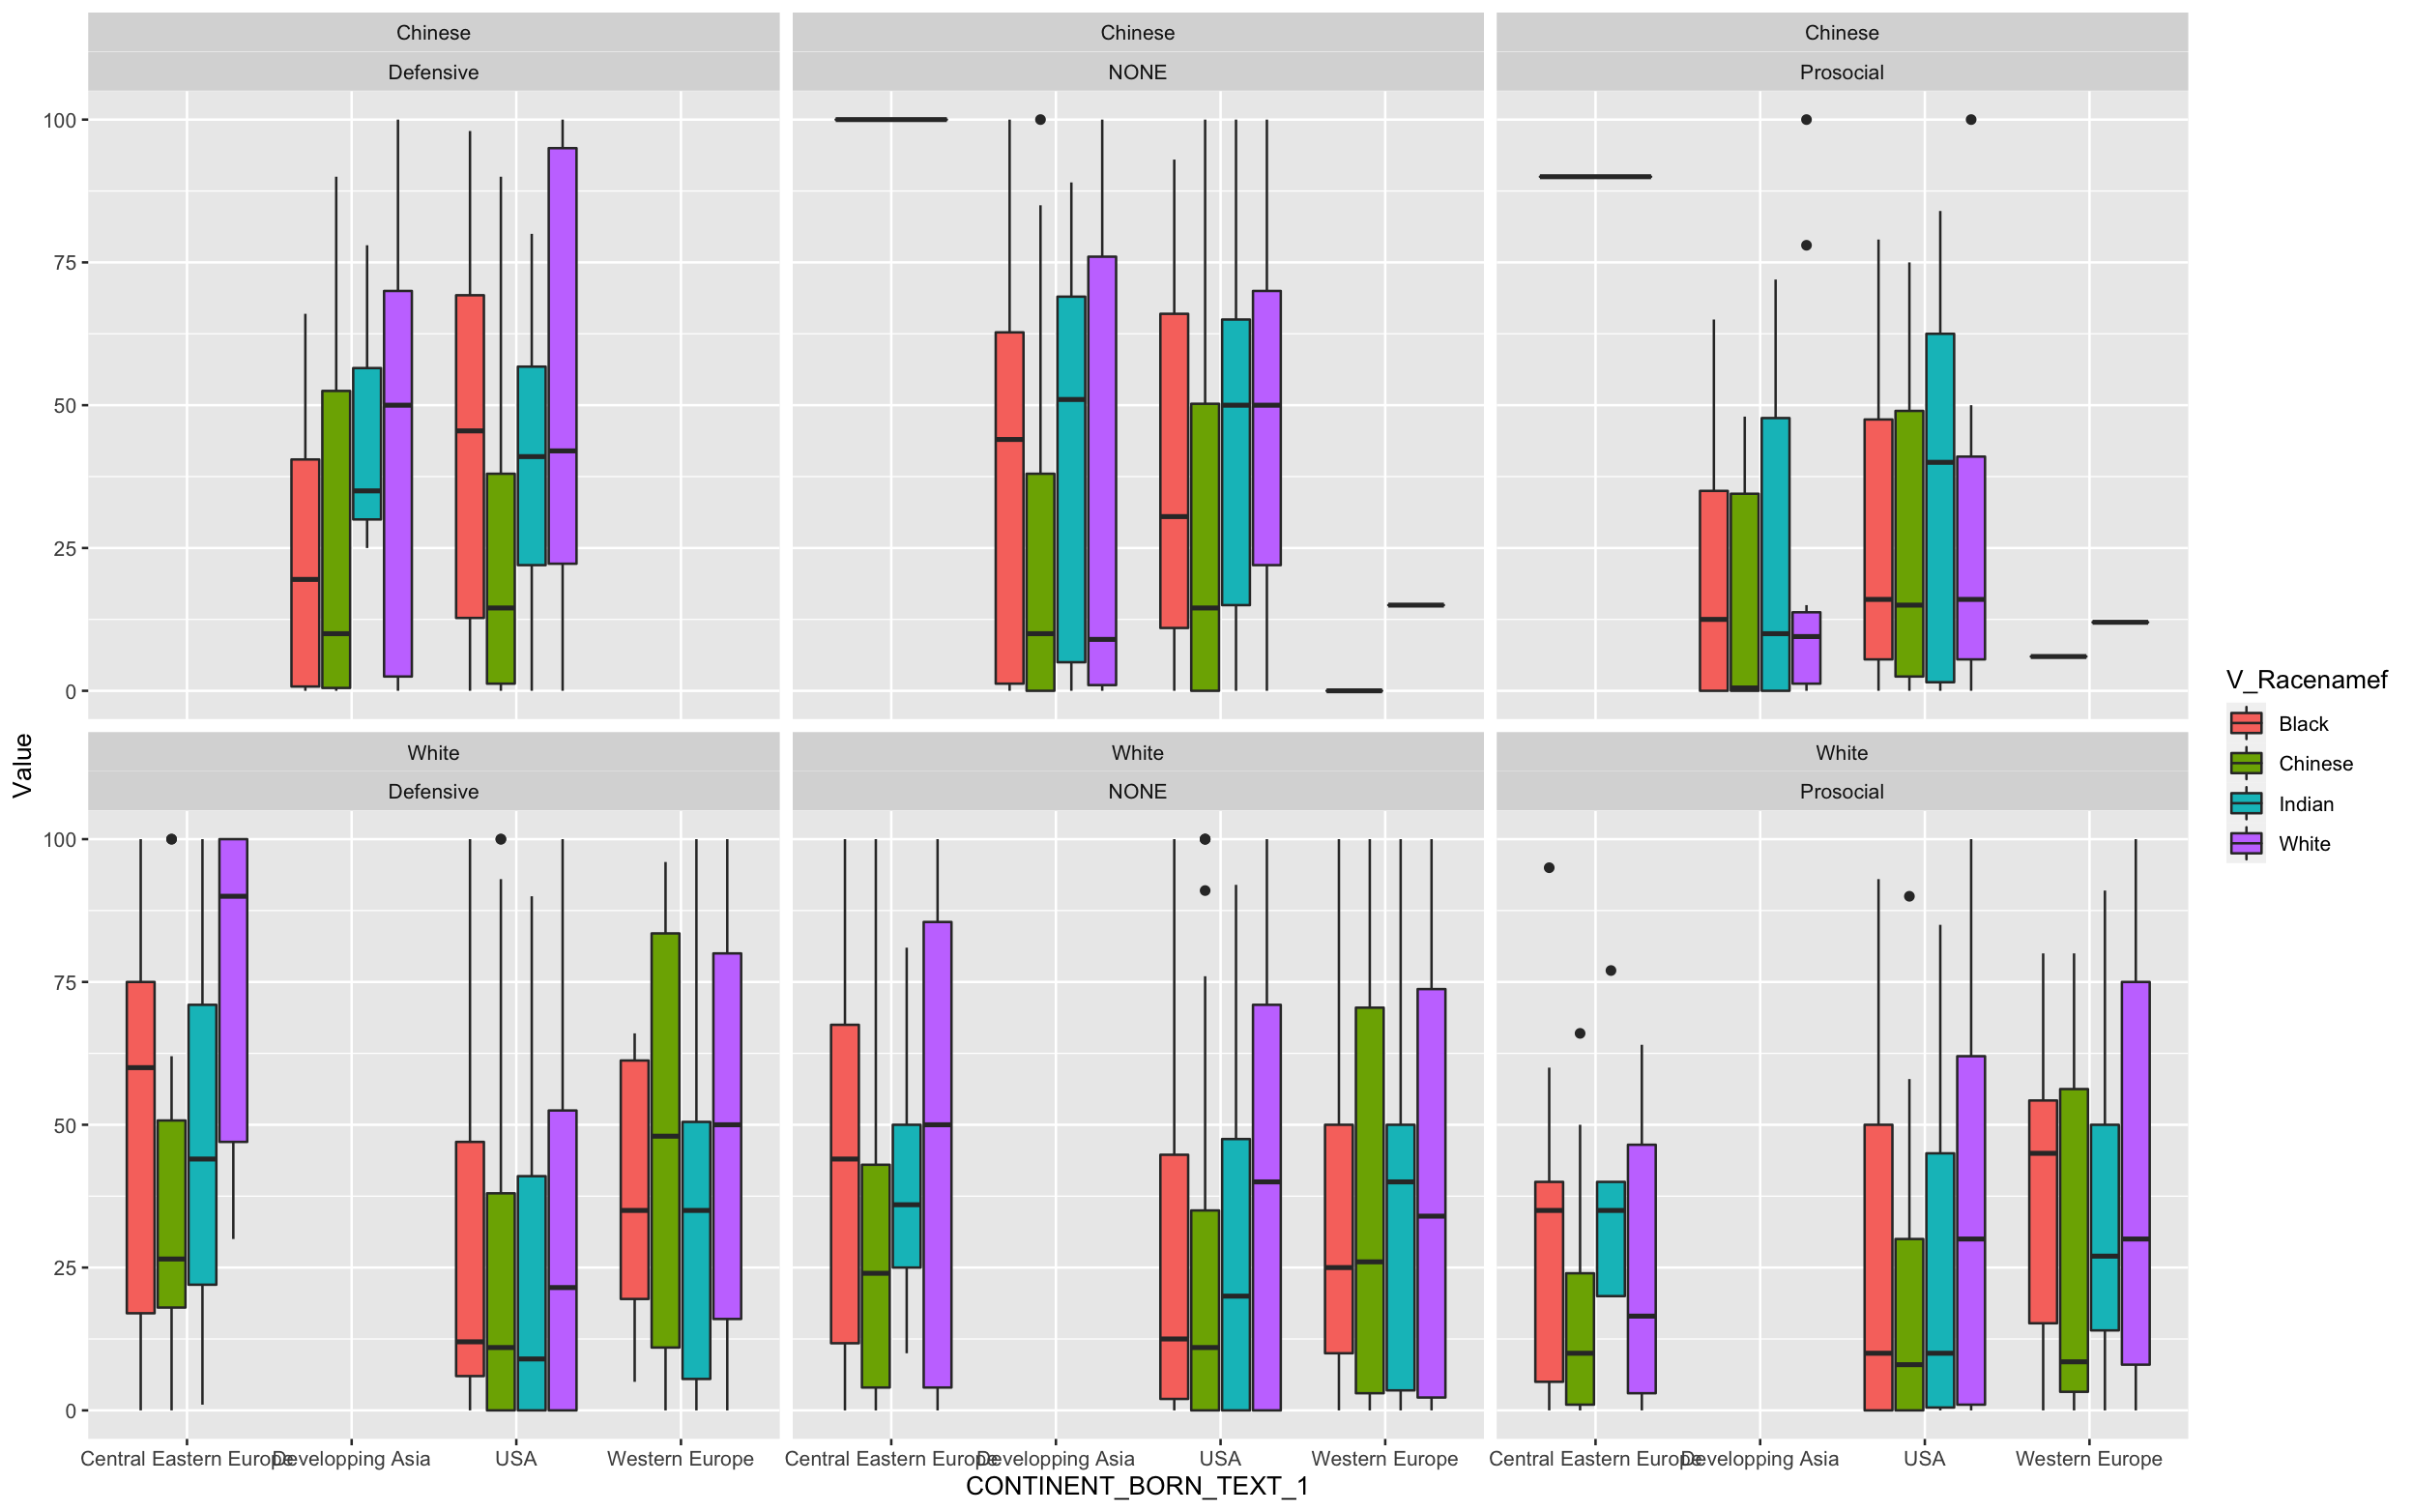 Chinese
Defensive
Chinese
NONE
Chinese
Prosocial
100
75
50
25
0
White
Defensive
White
NONE
White
Prosocial
100
75
50
25
0
Value
Central Eastern Europe Developping Asia USA Western Europe
Central Eastern Europe Developping Asia USA Western Europe
Central Eastern Europe Developping Asia USA Western Europe
CONTINENT_BORN_TEXT_1
V_Racenamef
Black
Chinese
Indian
White